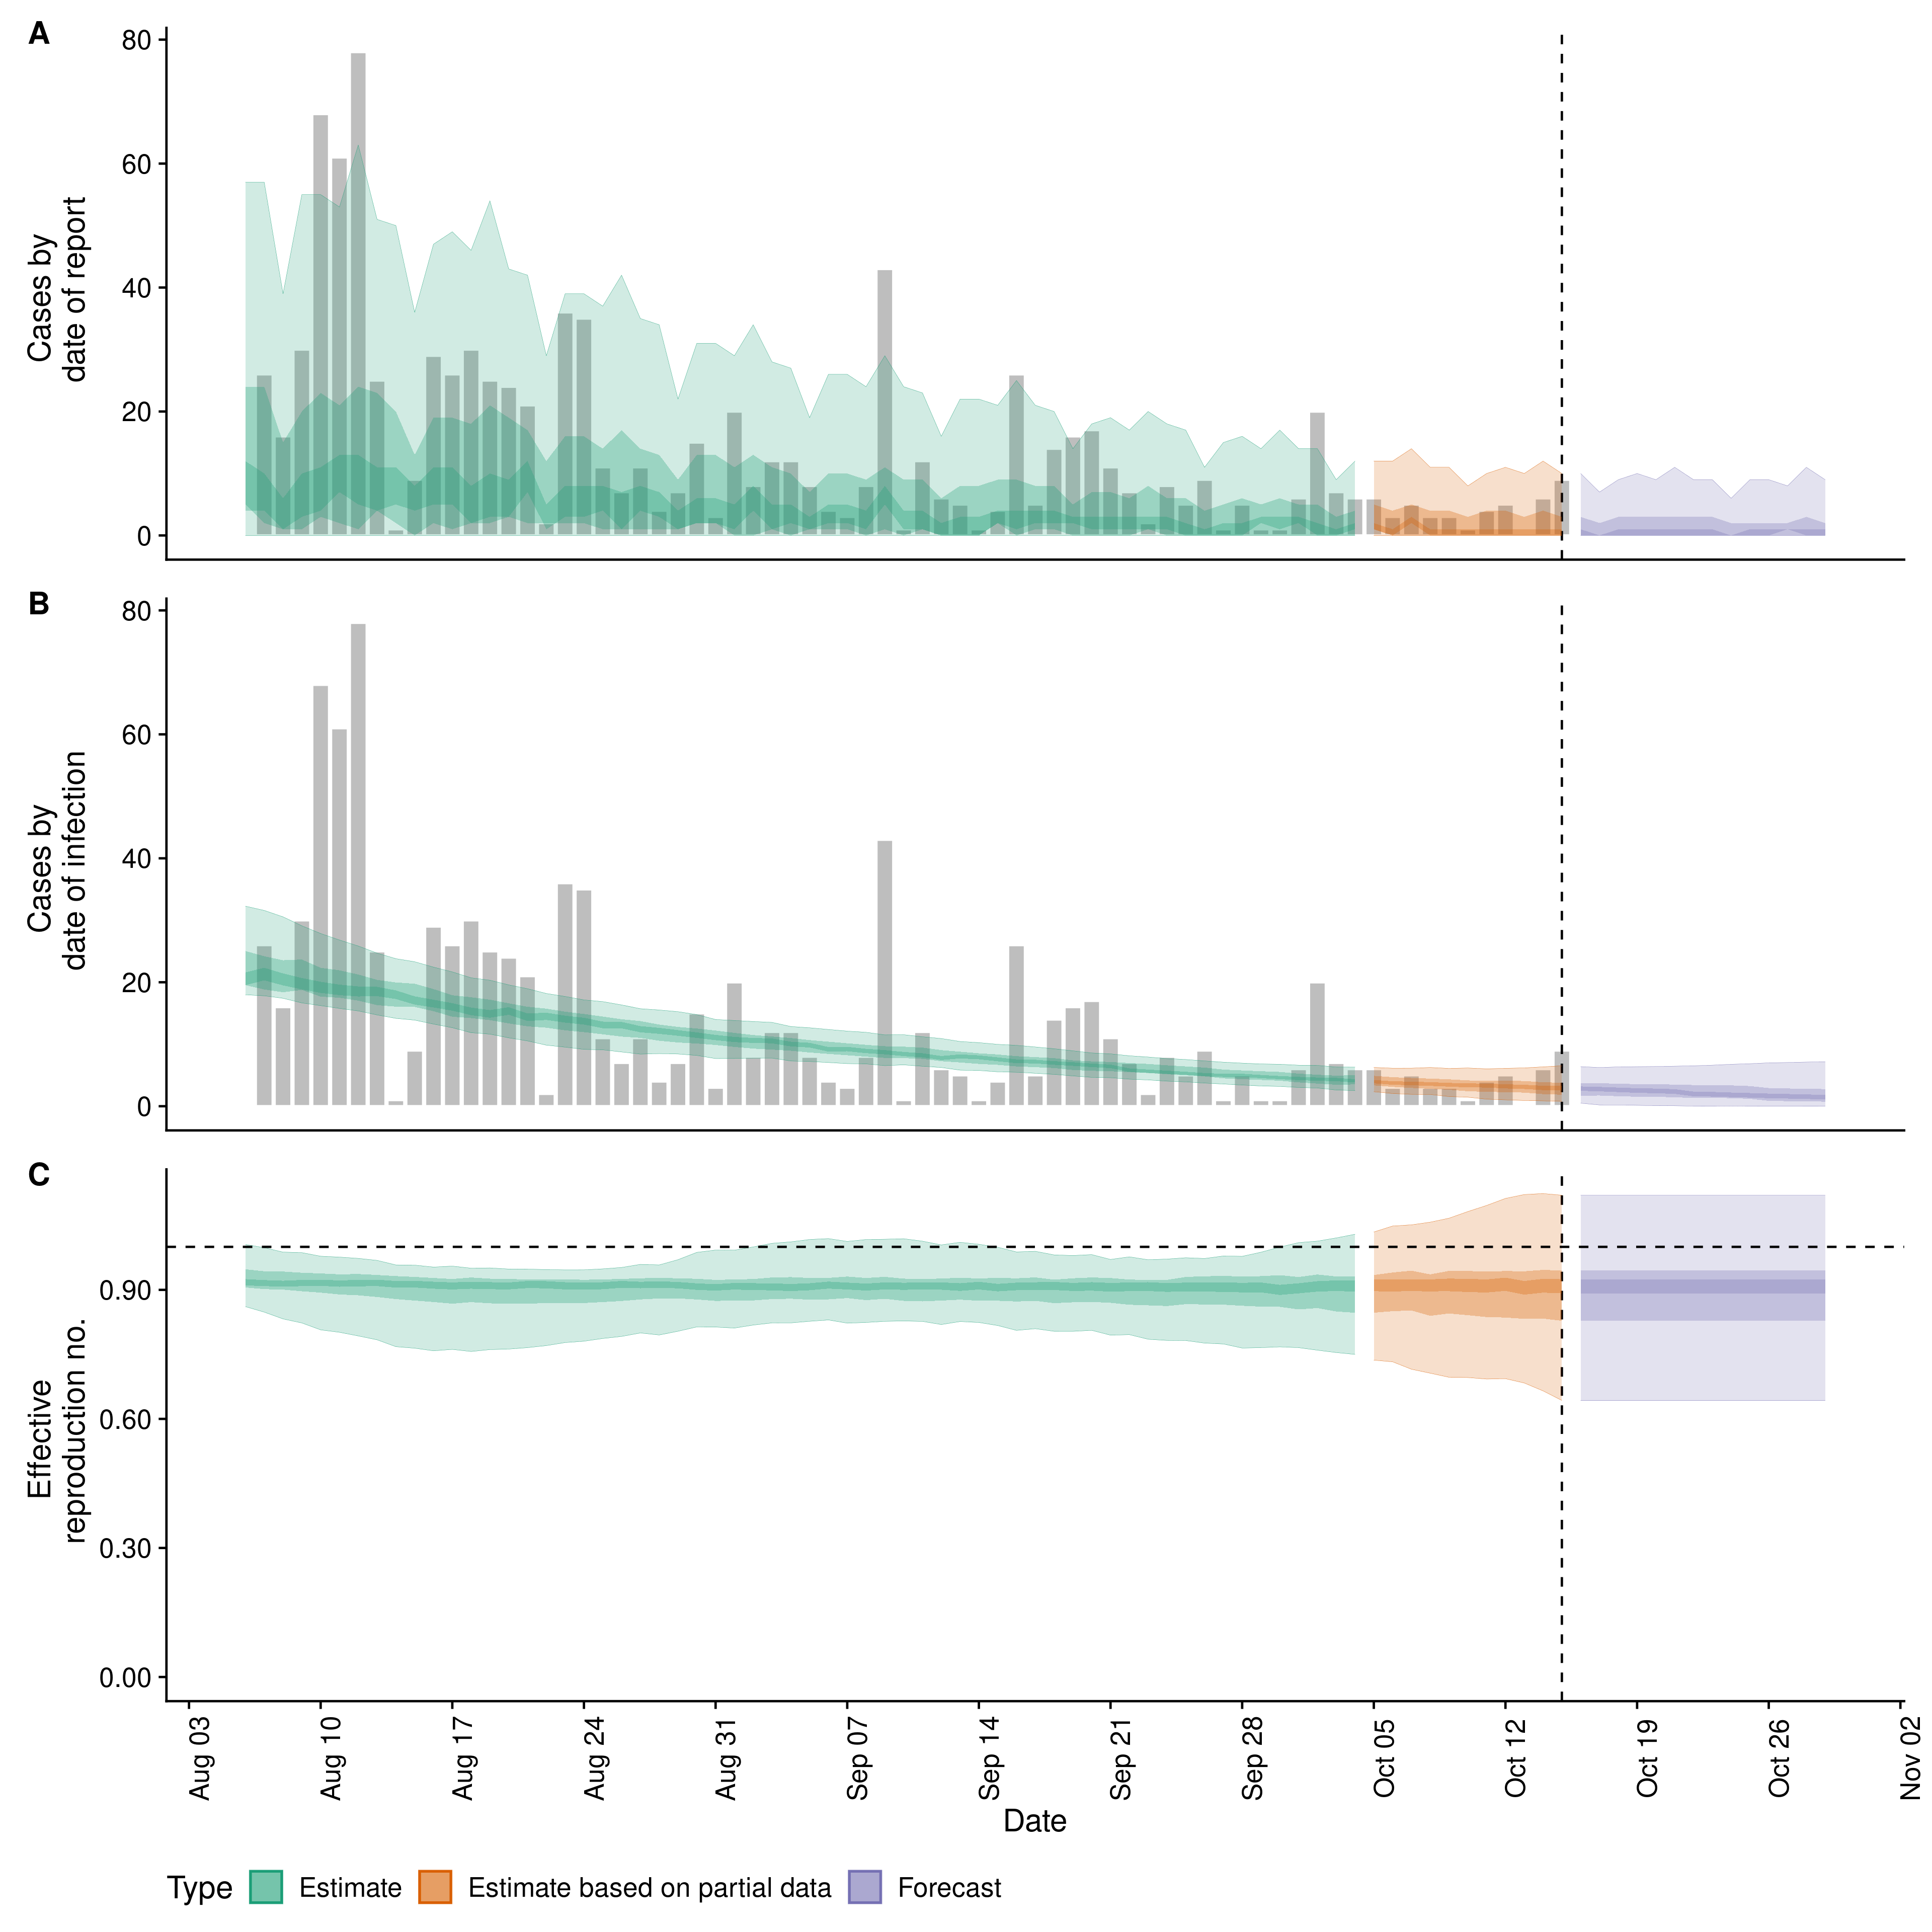 A
80
60
40
20
0
Cases by
date of report
B
80
60
40
20
0
Cases by
date of infection
C
0.90
0.60
0.30
0.00
Effective
reproduction no.
Aug 03
Aug 10
Aug 17
Aug 24
Aug 31
Sep 07
Sep 14
Sep 21
Sep 28
Oct 05
Oct 12
Oct 19
Oct 26
Nov 02
Date
Type Estimate Estimate based on partial data Forecast